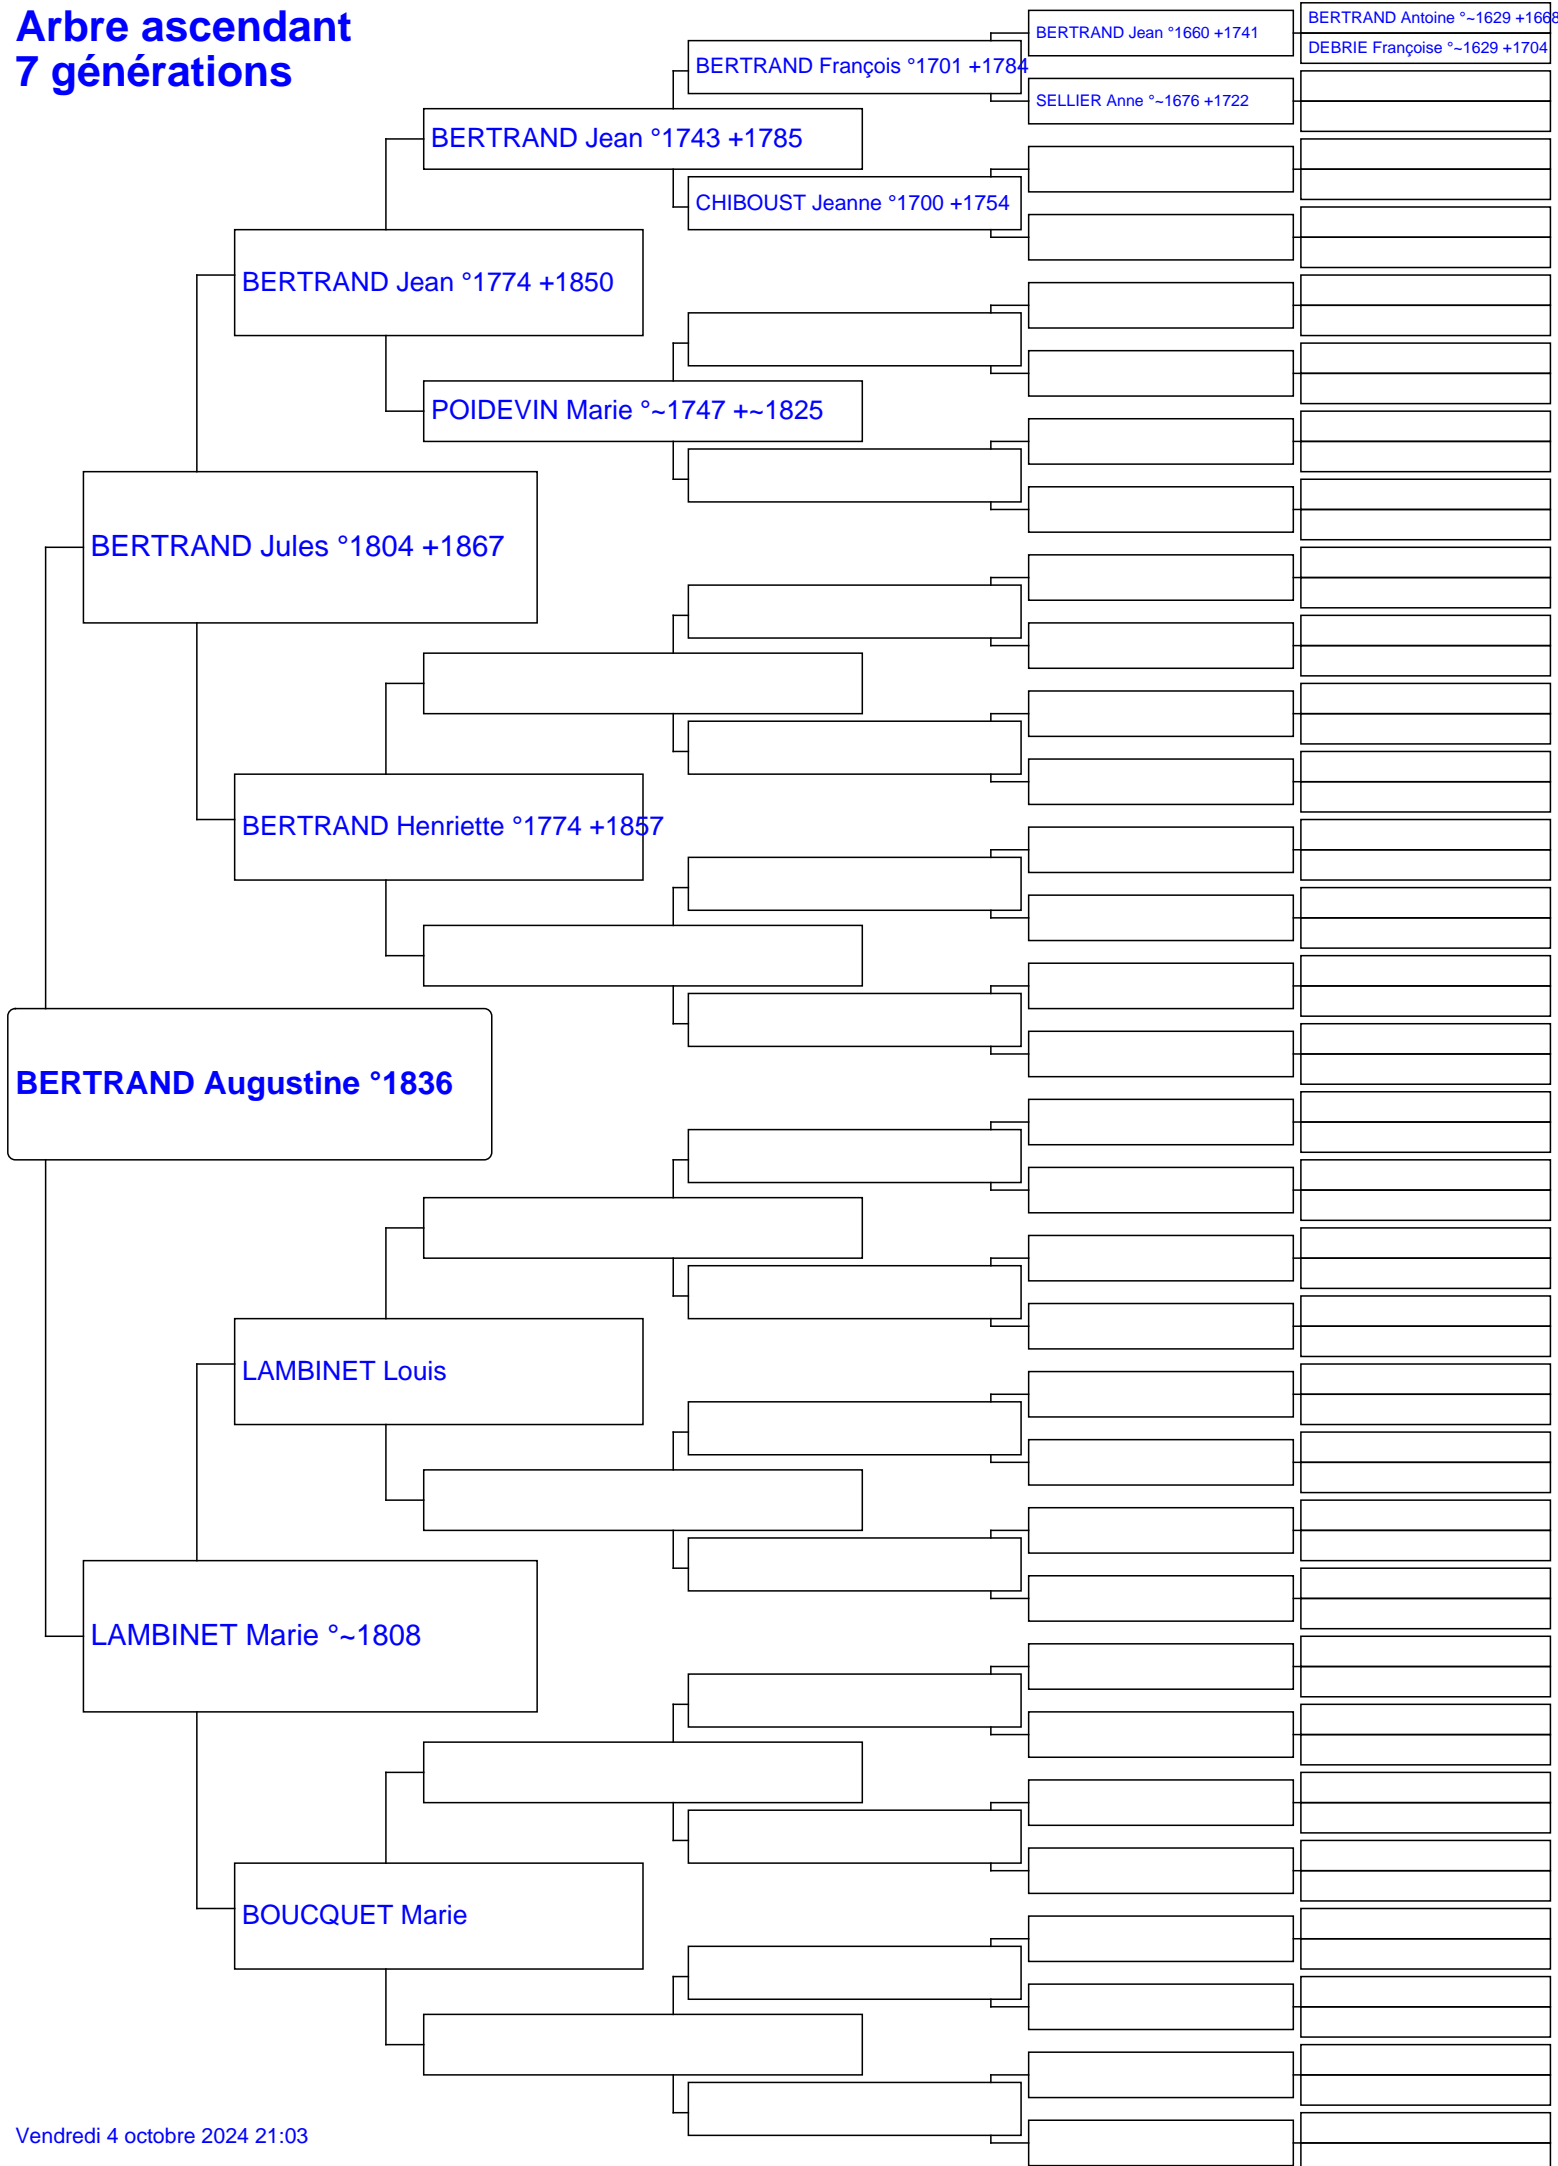 Arbre ascendant
7 générations
BERTRAND Antoine °~1629 +1668
BERTRAND Jean °1660 +1741
DEBRIE Françoise °~1629 +1704
BERTRAND François °1701 +1784
SELLIER Anne °~1676 +1722
BERTRAND Jean °1743 +1785
CHIBOUST Jeanne °1700 +1754
BERTRAND Jean °1774 +1850
POIDEVIN Marie °~1747 +~1825
BERTRAND Jules °1804 +1867
BERTRAND Henriette °1774 +1857
BERTRAND Augustine °1836
LAMBINET Louis
LAMBINET Marie °~1808
BOUCQUET Marie
Vendredi 4 octobre 2024 21:03